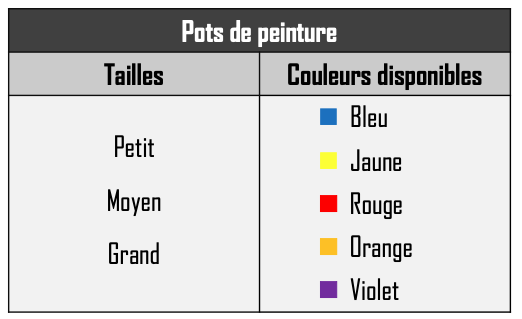 Pots de peinture
Tailles
Couleurs disponibles
Petit
Moyen
Grand
Bleu
Jaune
Rouge
Orange
Violet